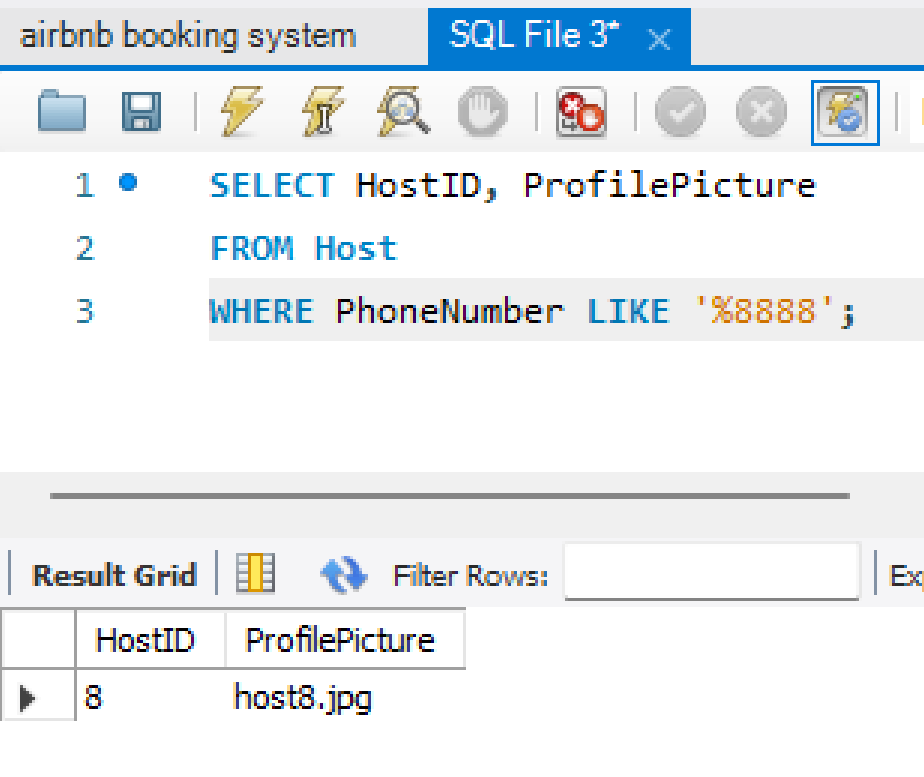 airbnb booking system SQL File 3* ×
1 SELECT HostID, ProfilePicture
2 FROM Host
3 WHERE PhoneNumber LIKE '%8888';
Result Grid Filter Rows:
HostID ProfilePicture
8 host8.jpg